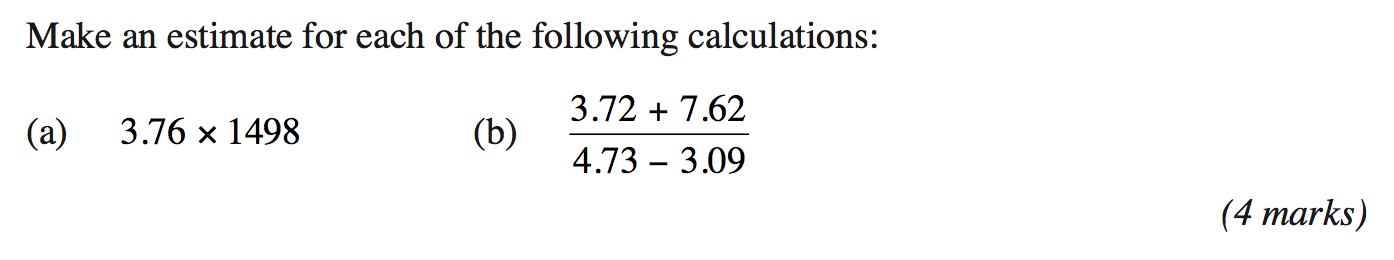 Make an estimate for each of the following calculations:
(a) 3.76 × 1498 (b) 3.72 + 7.62
4.73 – 3.09
(4 marks)